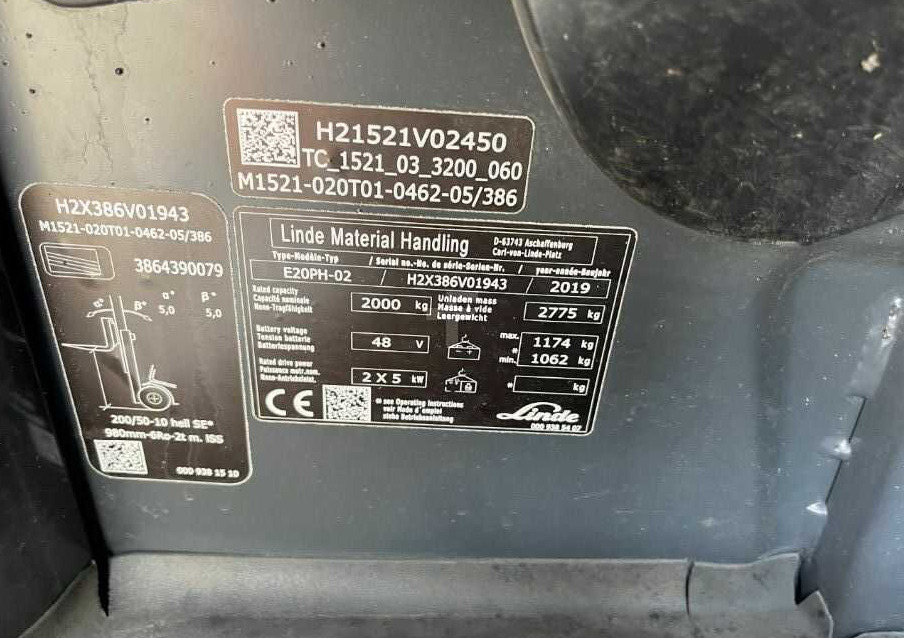 H21521V02450
TC_1521_03_3200_060
M1521-020T01-0462-05/386
H2X386V01943
M1521-020T01-0462-05/386
3864390079
α° β°
α° β°
5,0 5,0
200/50-10 hell SE*
980mm-6Ro-2t m. ISS
000 938 15 10
Linde Material Handling
D-63743 Aschaffenburg
Carl-von-Linde-Platz
Type-Modèle-Typ / Serial no.-No. de série-Serien-Nr. / year-année-Baujahr
E20PH-02 / H2X386V01943 / 2019
Rated capacity
Capacité nominale
Nenn-Tragfähigkeit
2000 kg
Unladen mass
Masse à vide
Leergewicht
2775 kg
Battery voltage
Tension batterie
Batteriespannung
48 V
- +
max. 1174 kg
*
min. 1062 kg
Rated drive power
Puissance motr.nom.
Nenn-Antriebsleist.
2 X 5 kW
* kg
CE
* see Operating Instructions
voir Mode d'emploi
siehe Betriebsanleitung
Linde
000 938 54 07